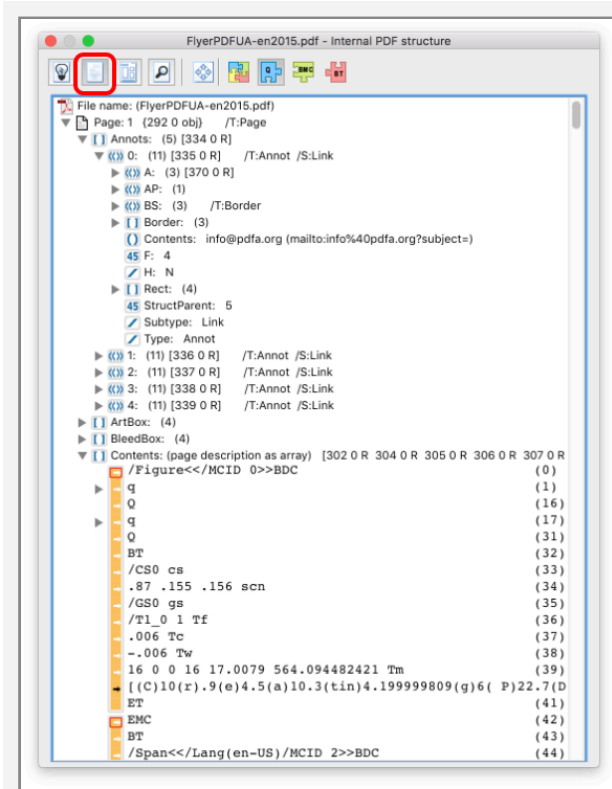 FlyerPDFUA-en2015.pdf - Internal PDF structure
Q BMC BT
File name: (FlyerPDFUA-en2015.pdf)
Page: 1 {292 0 obj} /T:Page
[ ] Annots: (5) [334 0 R]
0: (11) [335 0 R] /T:Annot /S:Link
A: (3) [370 0 R]
AP: (1)
BS: (3) /T:Border
[ ] Border: (3)
() Contents: info@pdfa.org (mailto:info%40pdfa.org?subject=)
45 F: 4
H: N
[ ] Rect: (4)
45 StructParent: 5
Subtype: Link
Type: Annot
1: (11) [336 0 R] /T:Annot /S:Link
2: (11) [337 0 R] /T:Annot /S:Link
3: (11) [338 0 R] /T:Annot /S:Link
4: (11) [339 0 R] /T:Annot /S:Link
[ ] ArtBox: (4)
[ ] BleedBox: (4)
[ ] Contents: (page description as array) [302 0 R 304 0 R 305 0 R 306 0 R 307 0 R
/Figure<</MCID 0>>BDC (0)
q (1)
Q (16)
q (17)
Q (31)
BT (32)
/CS0 cs (33)
.87 .155 .156 scn (34)
/GS0 gs (35)
/T1_0 1 Tf (36)
.006 Tc (37)
-.006 Tw (38)
16 0 0 16 17.0079 564.094482421 Tm (39)
[(C)10(r).9(e)4.5(a)10.3(tin)4.199999809(g)6( P)22.7(D
ET (41)
EMC (42)
BT (43)
/Span<</Lang(en-US)/MCID 2>>BDC (44)